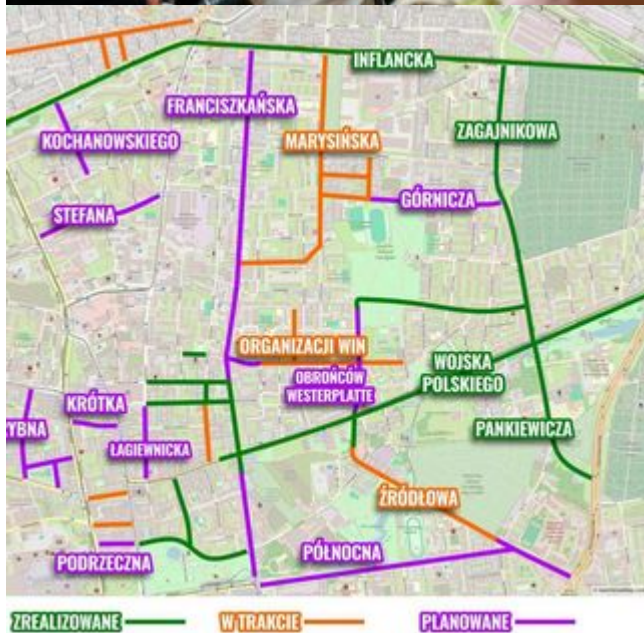 INFLANCKA
FRANCISZKAŃSKA
KOCHANOWSKIEGO
MARYSIŃSKA
ZAGAJNIKOWA
STEFANA
GÓRNICZA
ORGANIZACJI WIN
OBROŃCÓW
WESTERPLATTE
WOJSKA
POLSKIEGO
KRÓTKA
RYBNA
ŁAGIEWNICKA
PANKIEWICZA
ŹRÓDŁOWA
PODRZECZNA
PÓŁNOCNA
ZREALIZOWANE
W TRAKCIE
PLANOWANE